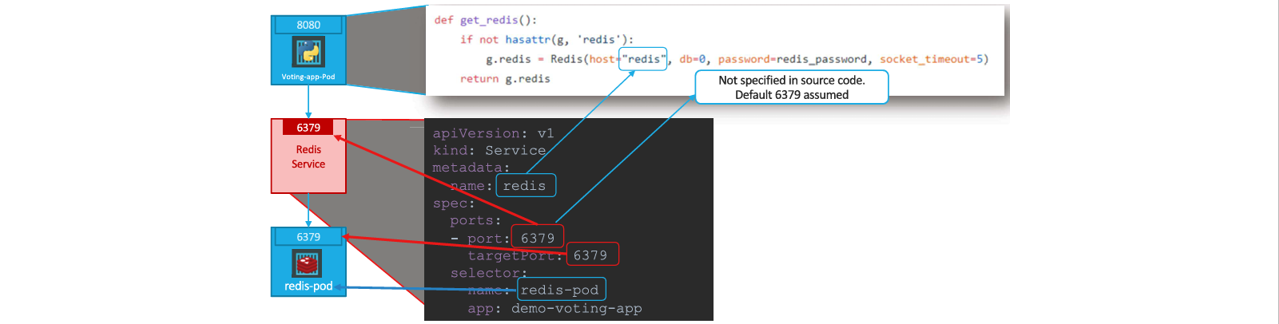 8080
Voting-app-Pod
def get_redis():
if not hasattr(g, 'redis'):
g.redis = Redis(host="redis", db=0, password=redis_password, socket_timeout=5)
return g.redis
Not specified in source code.
Default 6379 assumed
6379
Redis
Service
apiVersion: v1
kind: Service
metadata:
name: redis
spec:
ports:
- port: 6379
targetPort: 6379
selector:
name: redis-pod
app: demo-voting-app
6379
redis-pod